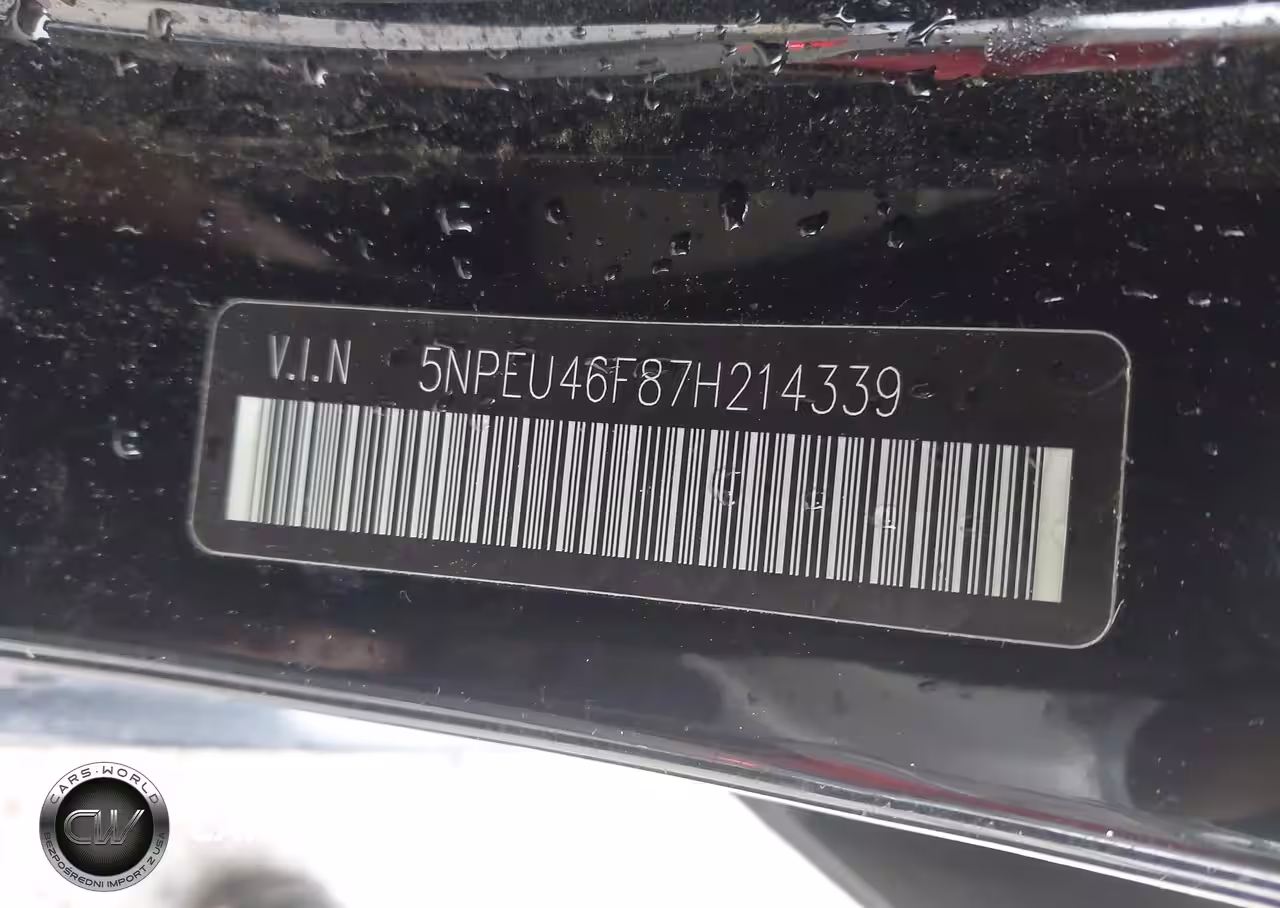 V.I.N 5NPEU46F87H214339
CARS·WORLD
CW
BEZPOŚREDNI IMPORT Z USA